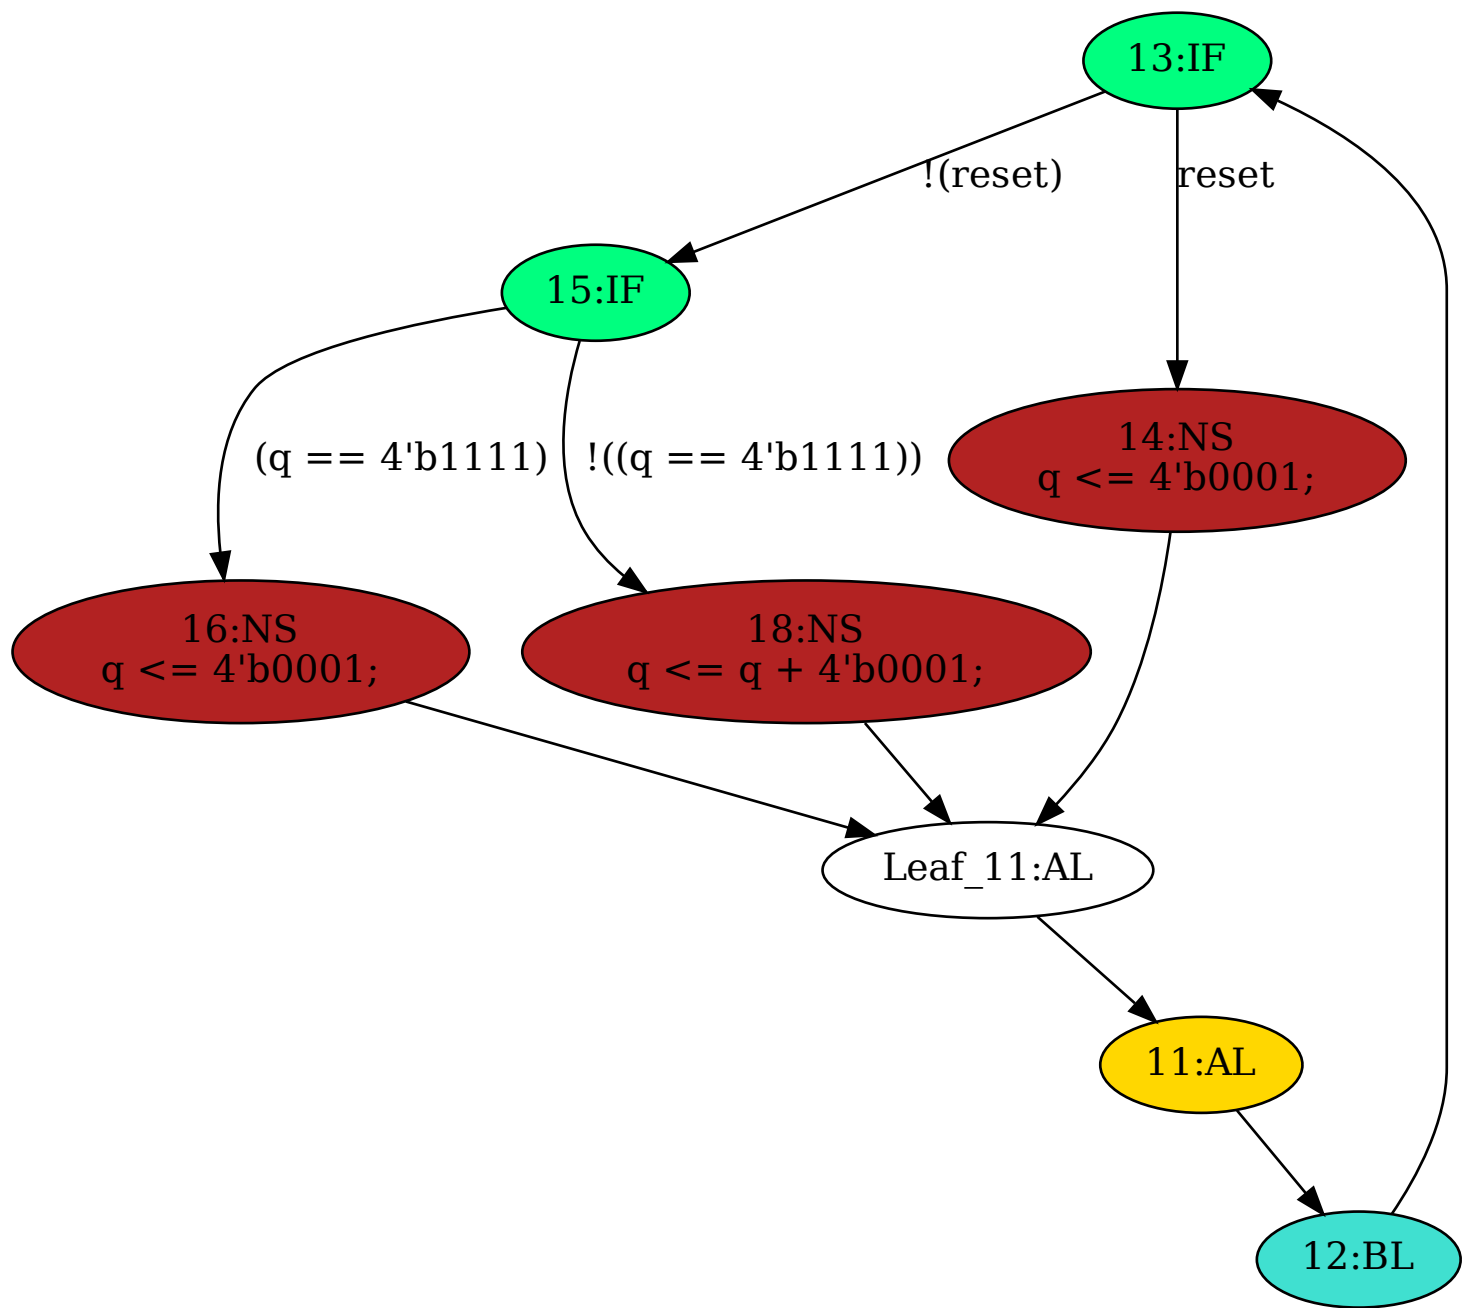 13:IF
!(reset)
reset
15:IF
14:NS
q <= 4'b0001;
(q == 4'b1111)
!((q == 4'b1111))
16:NS
q <= 4'b0001;
18:NS
q <= q + 4'b0001;
Leaf_11:AL
11:AL
12:BL